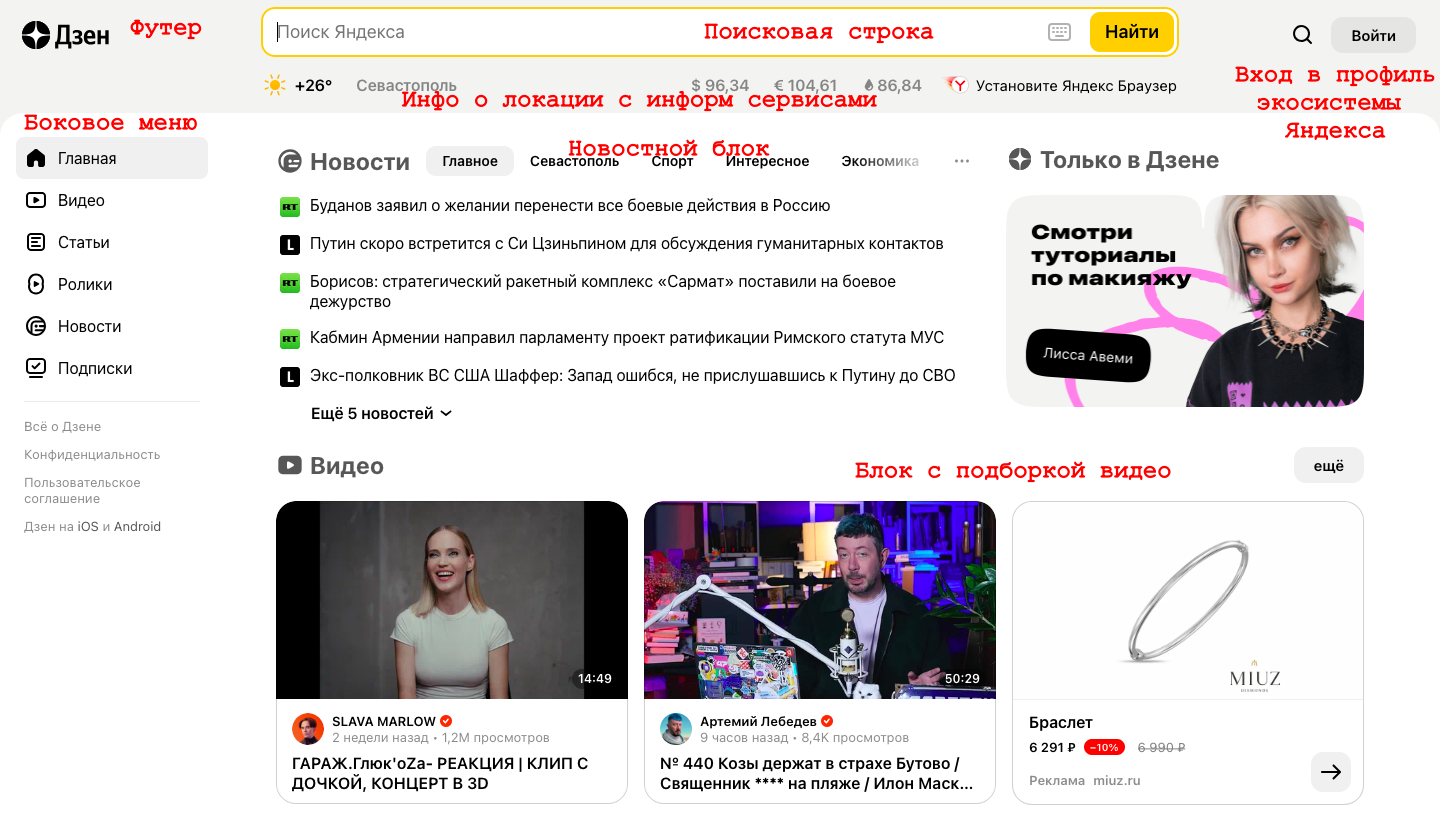 Дзен
Футер
Поиск Яндекса
Поисковая строка
Найти
Войти
+26°
Севастополь
$ 96,34
€ 104,61
86,84
Установите Яндекс Браузер
Инфо о локации с информ сервисами
Вход в профиль
экосистемы
Яндекса
Боковое меню
Главная
Видео
Статьи
Ролики
Новости
Подписки
Всё о Дзене
Конфиденциальность
Пользовательское
соглашение
Дзен на iOS и Android
Новостной блок
Новости
Главное
Севастополь
Спорт
Интересное
Экономика
RT Буданов заявил о желании перенести все боевые действия в Россию
L Путин скоро встретится с Си Цзиньпином для обсуждения гуманитарных контактов
RT Борисов: стратегический ракетный комплекс «Сармат» поставили на боевое
дежурство
RT Кабмин Армении направил парламенту проект ратификации Римского статута МУС
L Экс-полковник ВС США Шаффер: Запад ошибся, не прислушавшись к Путину до СВО
Ещё 5 новостей
Только в Дзене
Смотри
туториалы
по макияжу
Лисса Авеми
Видео
Блок с подборкой видео
ещё
14:49
SLAVA MARLOW
2 недели назад • 1,2M просмотров
ГАРАЖ.Глюк'oZa- РЕАКЦИЯ | КЛИП С
ДОЧКОЙ, КОНЦЕРТ В 3D
50:29
Артемий Лебедев
9 часов назад • 8,4K просмотров
№ 440 Козы держат в страхе Бутово /
Священник **** на пляже / Илон Маск...
MIUZ
Браслет
6 291 ₽
−10%
6 990 ₽
Реклама miuz.ru